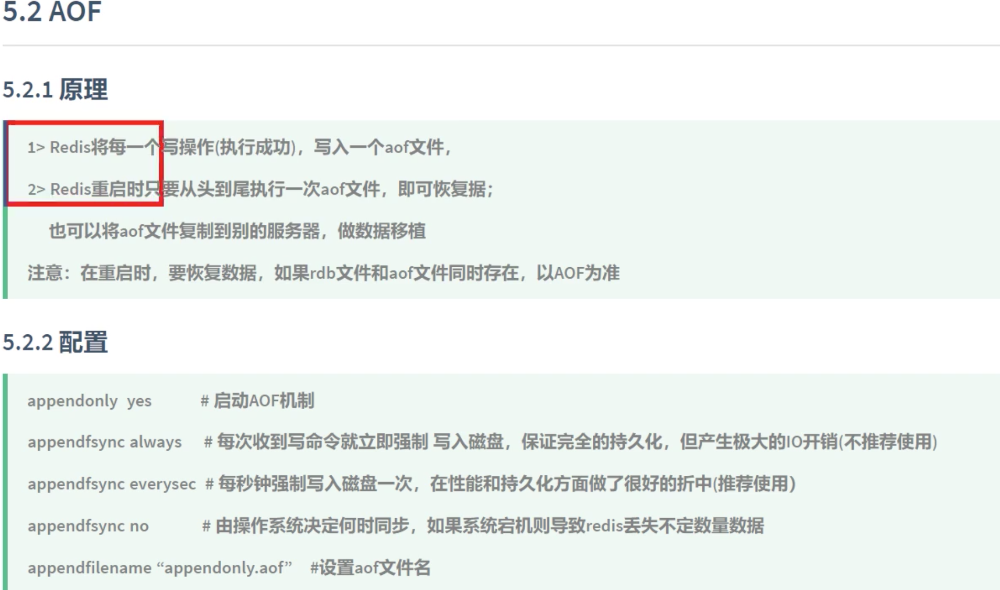 5.2 AOF
5.2.1 原理
1> Redis将每一个写操作(执行成功)，写入一个aof文件，
2> Redis重启时只要从头到尾执行一次aof文件，即可恢复据；
也可以将aof文件复制到别的服务器，做数据移植
注意：在重启时，要恢复数据，如果rdb文件和aof文件同时存在，以AOF为准
5.2.2 配置
appendonly  yes          # 启动AOF机制
appendfsync always     # 每次收到写命令就立即强制 写入磁盘，保证完全的持久化，但产生极大的IO开销(不推荐使用)
appendfsync everysec  # 每秒钟强制写入磁盘一次，在性能和持久化方面做了很好的折中(推荐使用）
appendfsync no           # 由操作系统决定何时同步，如果系统宕机则导致redis丢失不定数量数据
appendfilename “appendonly.aof”    #设置aof文件名